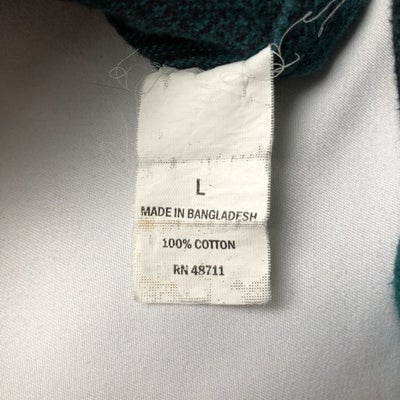 L
MADE IN BANGLADESH
100% COTTON
RN 48711